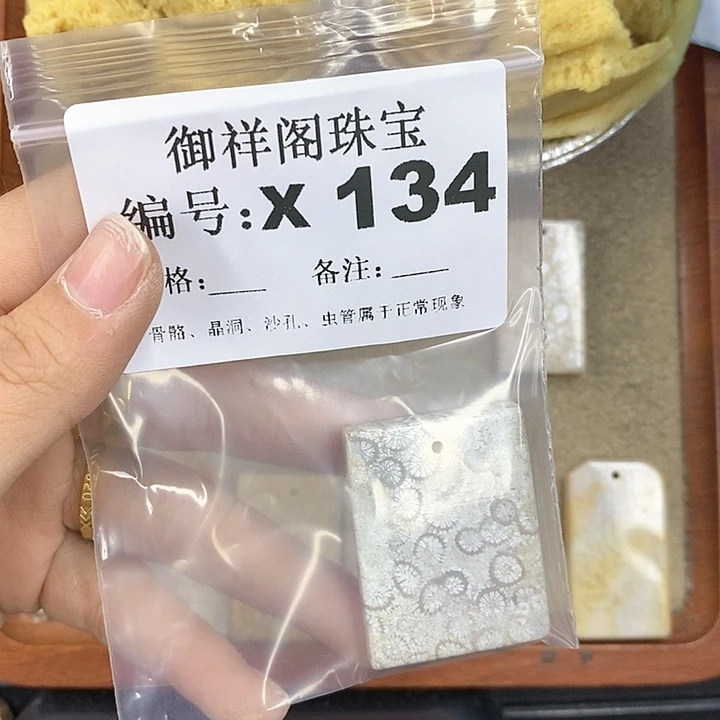 御祥阁珠宝
编号:X 134
格:____ 备注:____
骨骼、晶洞、沙孔、虫管属于正常现象